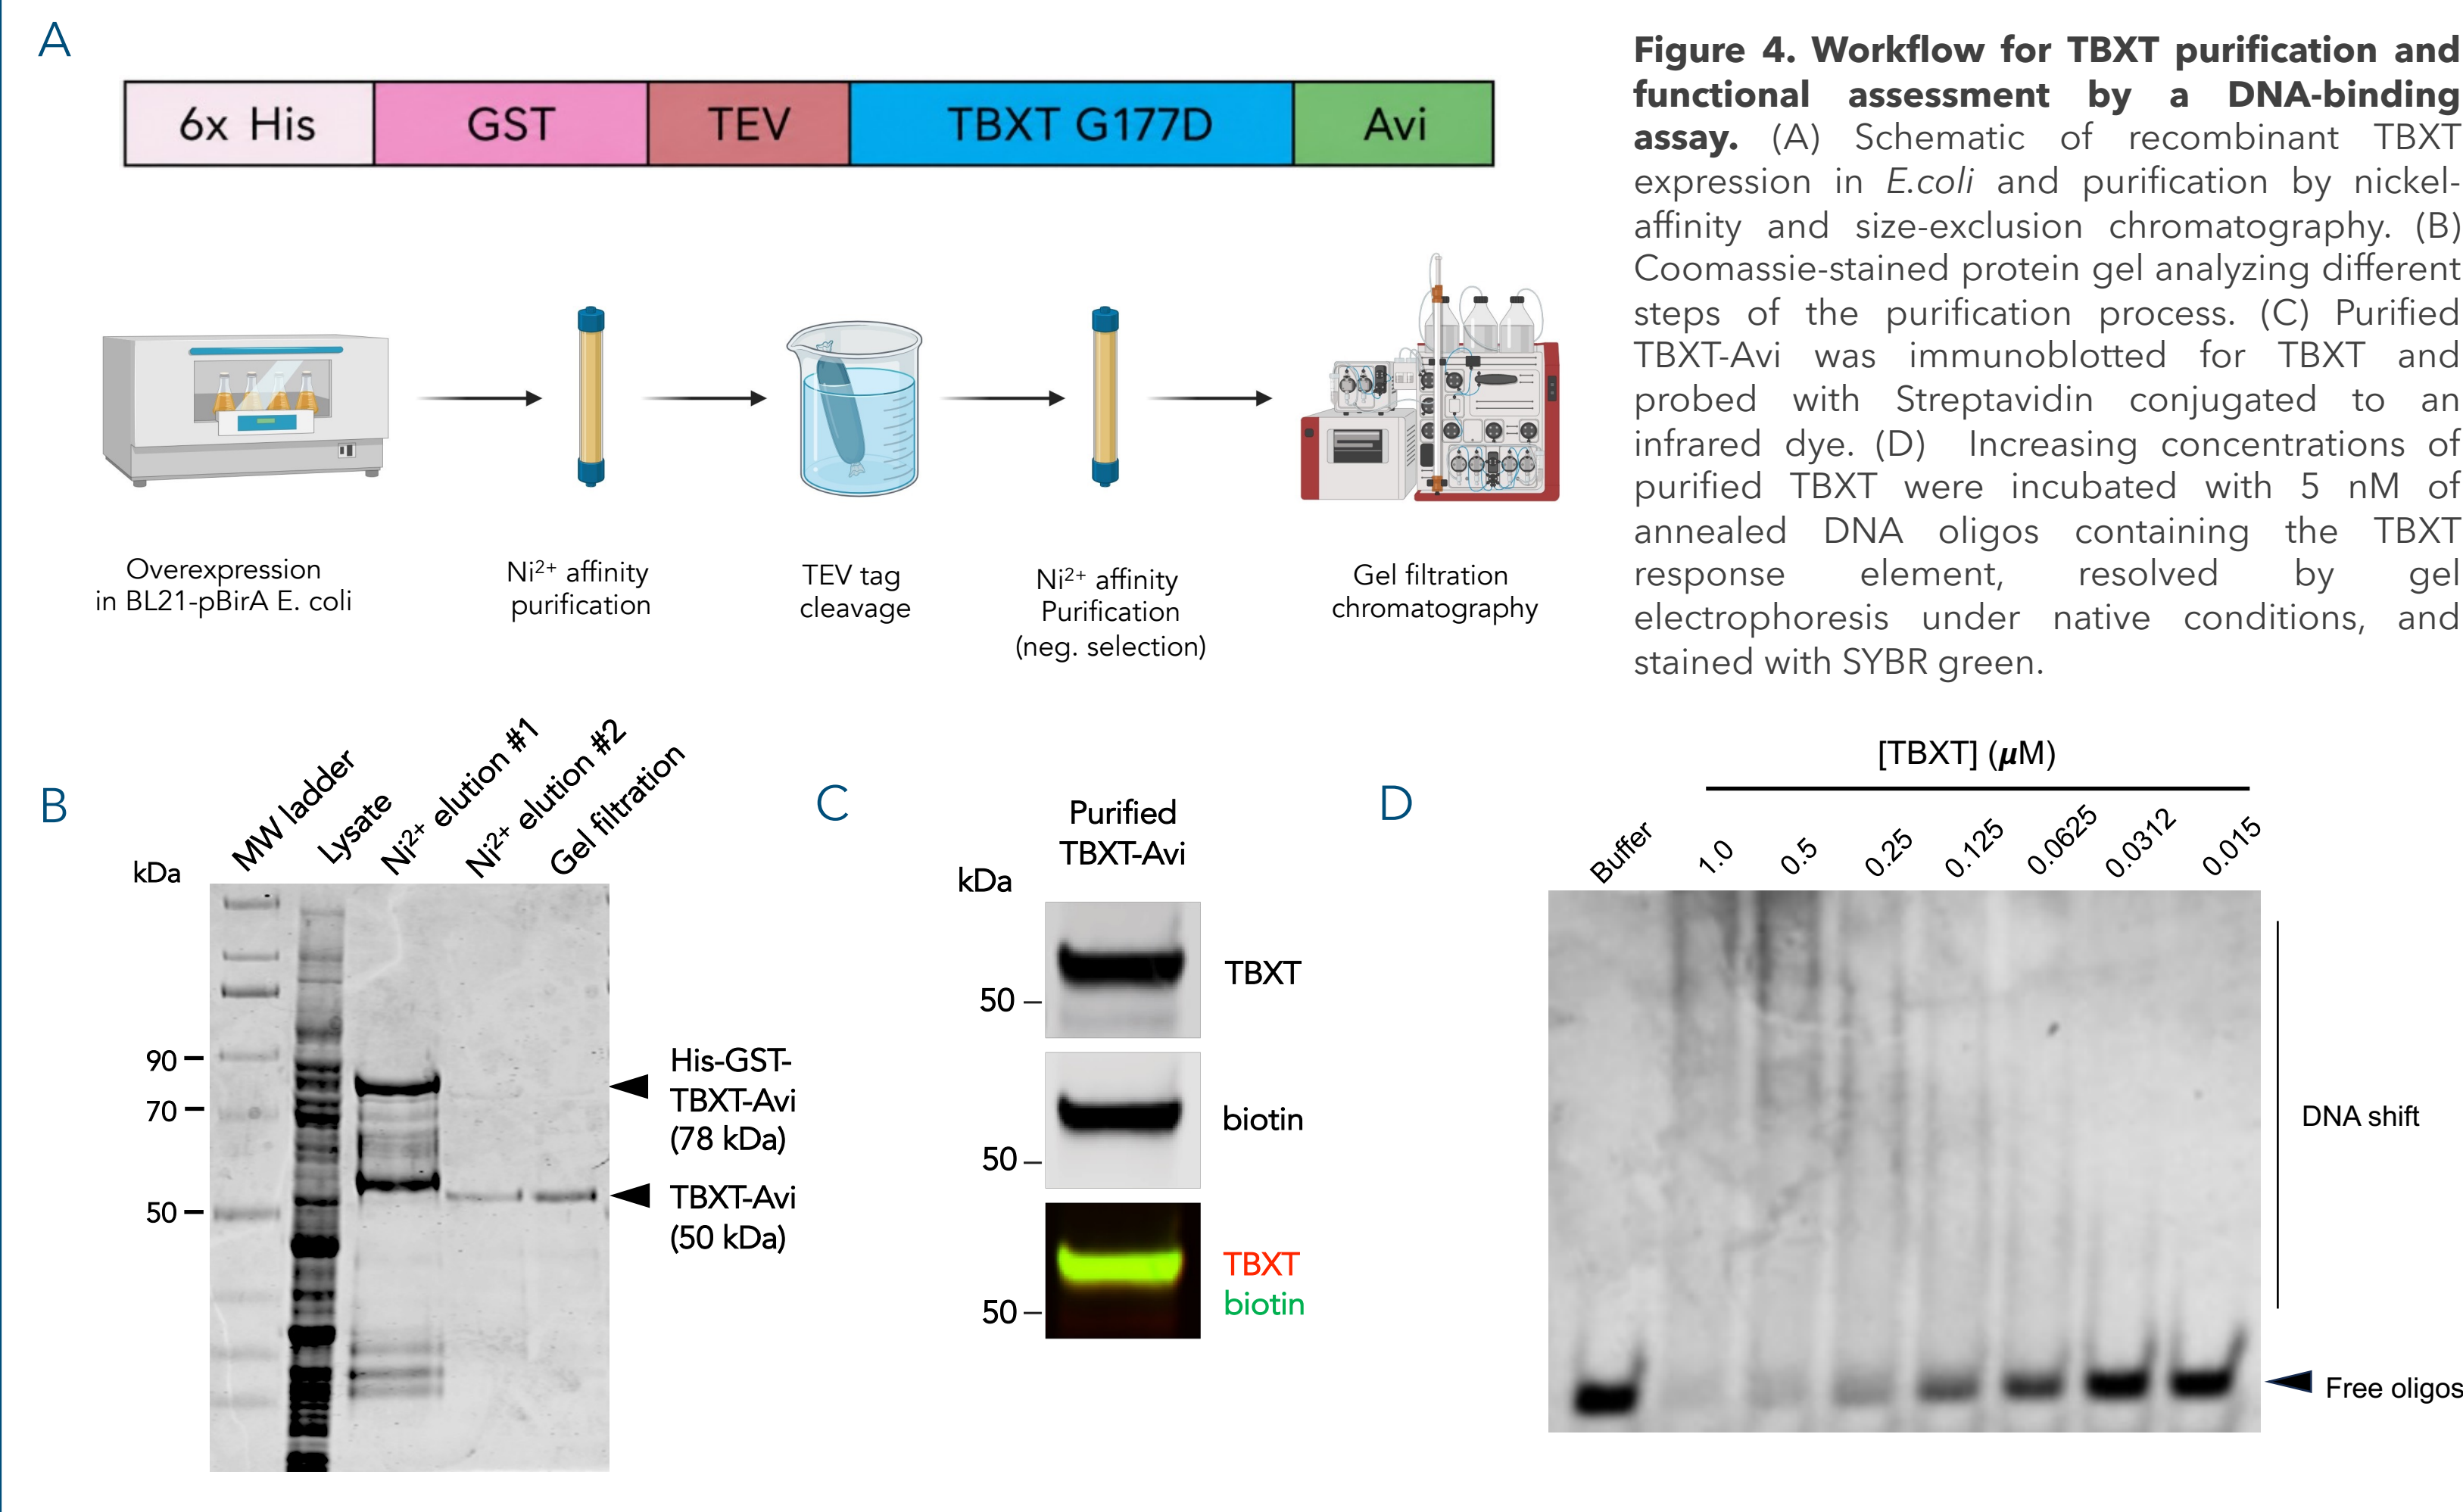 A
6x His
GST
TEV
TBXT G177D
Avi
Overexpression
in BL21-pBirA E. coli
Ni²⁺ affinity
purification
TEV tag
cleavage
Ni²⁺ affinity
Purification
(neg. selection)
Gel filtration
chromatography
Figure 4. Workflow for TBXT purification and
functional assessment by a DNA-binding
assay. (A) Schematic of recombinant TBXT
expression in E.coli and purification by nickel-
affinity and size-exclusion chromatography. (B)
Coomassie-stained protein gel analyzing different
steps of the purification process. (C) Purified
TBXT-Avi was immunoblotted for TBXT and
probed with Streptavidin conjugated to an
infrared dye. (D) Increasing concentrations of
purified TBXT were incubated with 5 nM of
annealed DNA oligos containing the TBXT
response element, resolved by gel
electrophoresis under native conditions, and
stained with SYBR green.
B
kDa
MW ladder
Lysate
Ni²⁺ elution #1
Ni²⁺ elution #2
Gel filtration
90
70
50
His-GST-
TBXT-Avi
(78 kDa)
TBXT-Avi
(50 kDa)
C
Purified
TBXT-Avi
kDa
50
TBXT
50
biotin
50
TBXT
biotin
D
[TBXT] (µM)
Buffer
1.0
0.5
0.25
0.125
0.0625
0.0312
0.015
DNA shift
Free oligos